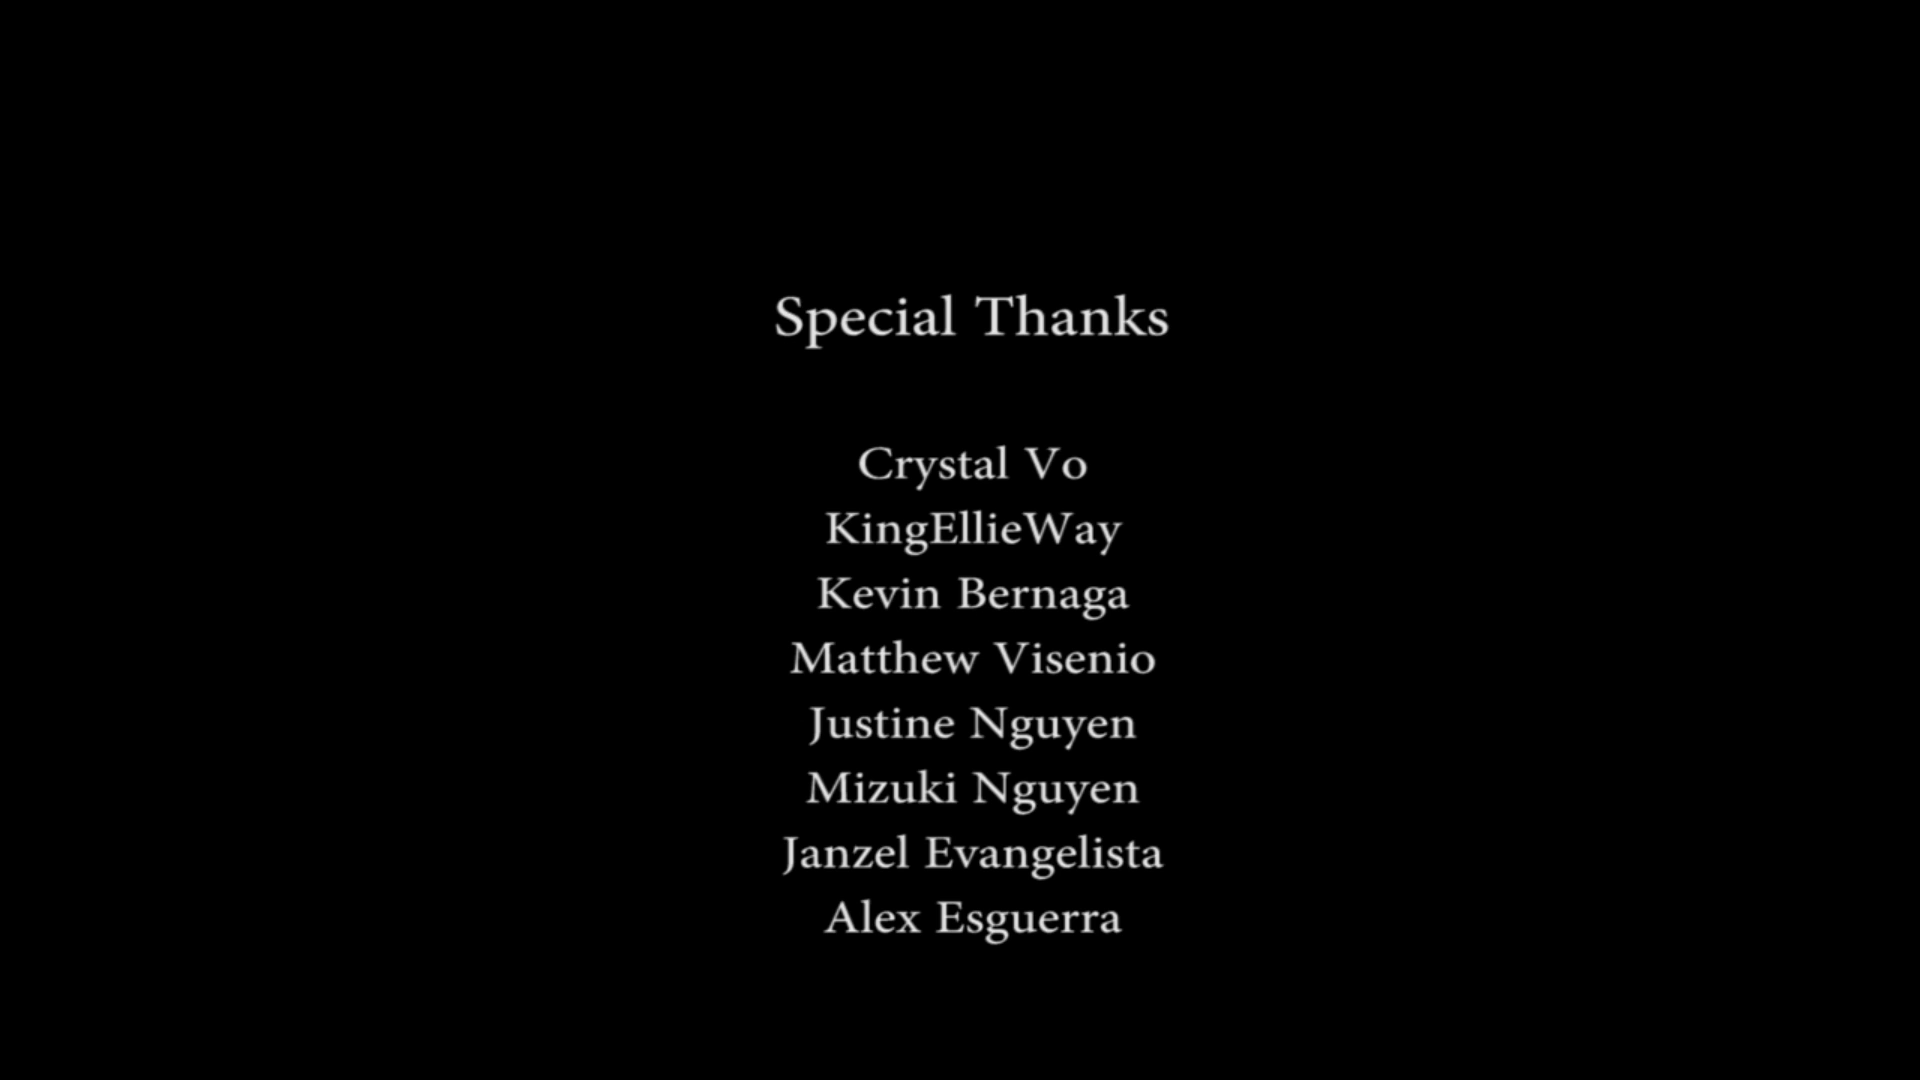 Special Thanks
Crystal Vo
KingEllieWay
Kevin Bernaga
Matthew Visenio
Justine Nguyen
Mizuki Nguyen
Janzel Evangelista
Alex Esguerra